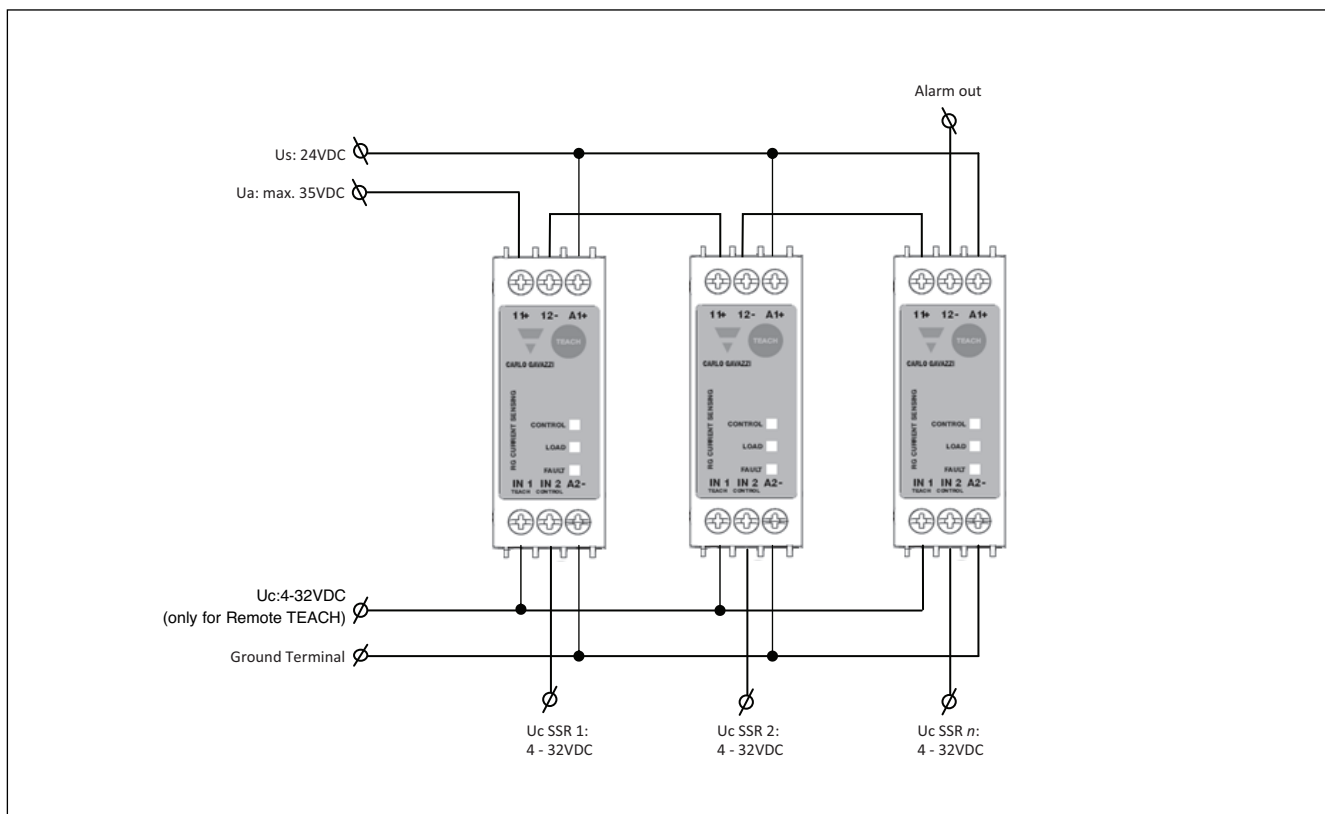 Alarm out
Us: 24VDC
Ua: max. 35VDC
11+ 12- A1+
TEACH
CARLO GAVAZZI
RG CURRENT SENSING
CONTROL
LOAD
FAULT
IN 1 IN 2 A2-
TEACH CONTROL
11+ 12- A1+
TEACH
CARLO GAVAZZI
RG CURRENT SENSING
CONTROL
LOAD
FAULT
IN 1 IN 2 A2-
TEACH CONTROL
11+ 12- A1+
TEACH
CARLO GAVAZZI
RG CURRENT SENSING
CONTROL
LOAD
FAULT
IN 1 IN 2 A2-
TEACH CONTROL
Uc:4-32VDC
(only for Remote TEACH)
Ground Terminal
Uc SSR 1:
4 - 32VDC
Uc SSR 2:
4 - 32VDC
Uc SSR n:
4 - 32VDC